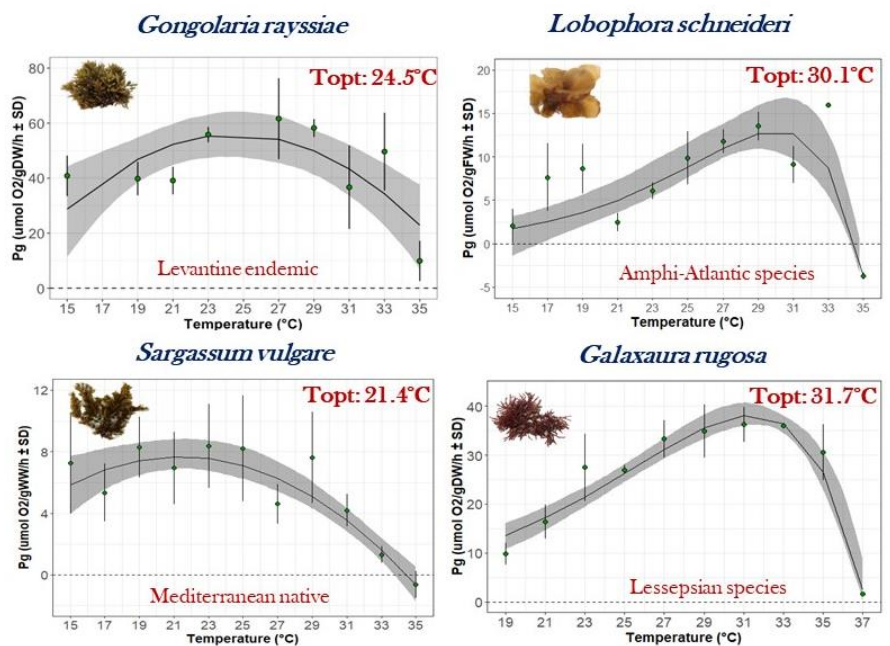 Gongolaria rayssiae
Topt: 24.5°C
Pg (umol O2/gDW/h ± SD)
80
60
40
20
0
Levantine endemic
15 17 19 21 23 27 29 31 33 35
Temperature (°C)
Lobophora schneideri
Topt: 30.1°C
Pg (umol O2/gFW/h ± SD)
20
15
10
5
0
-5
Amphi-Atlantic species
15 17 19 21 23 25 27 29 31 33 35
Temperature (°C)
Sargassum vulgare
Topt: 21.4°C
Pg (umol O2/gWW/h ± SD)
12
8
4
0
Mediterranean native
15 17 19 21 23 25 27 29 31 33 35
Temperature (°C)
Galaxaura rugosa
Topt: 31.7°C
Pg (umol O2/gDW/h ± SD)
40
30
20
10
0
Lessepsian species
19 21 23 25 27 29 31 33 35 37
Temperature (°C)